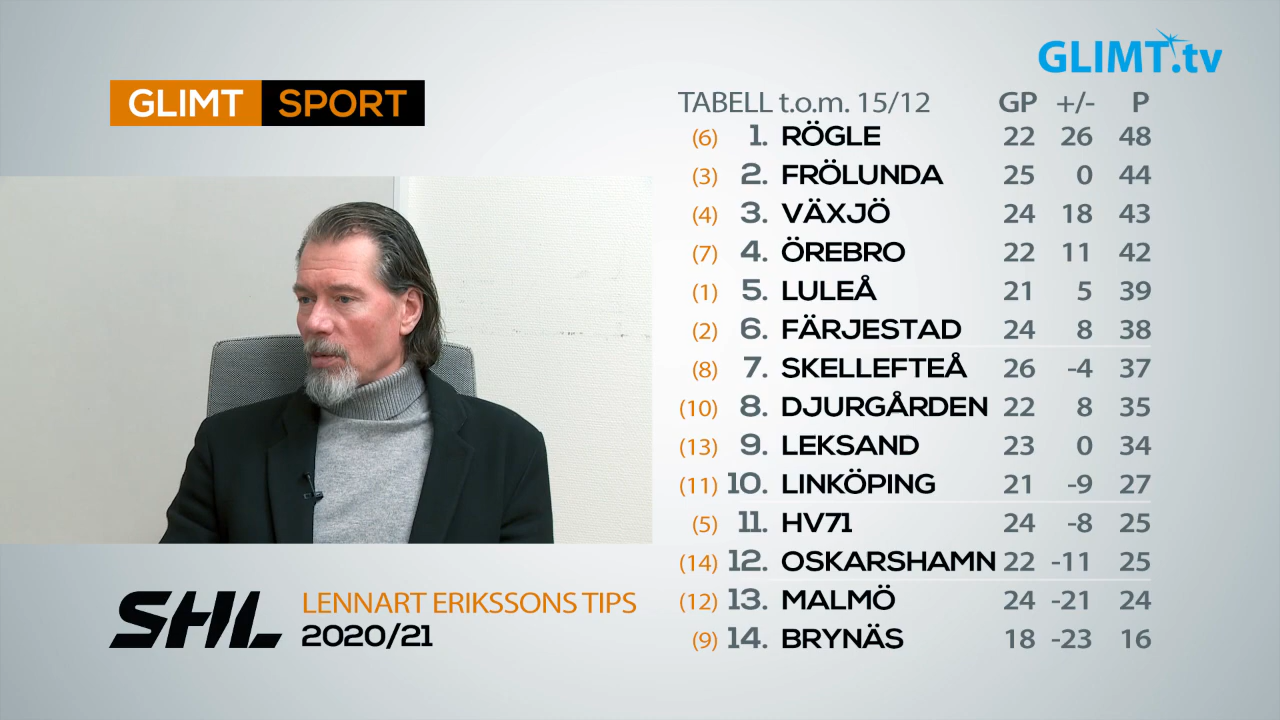 GLIMT.tv
GLIMT SPORT
TABELL t.o.m. 15/12 GP +/- P
(6) 1. RÖGLE 22 26 48
(3) 2. FRÖLUNDA 25 0 44
(4) 3. VÄXJÖ 24 18 43
(7) 4. ÖREBRO 22 11 42
(1) 5. LULEÅ 21 5 39
(2) 6. FÄRJESTAD 24 8 38
(8) 7. SKELLEFTEÅ 26 -4 37
(10) 8. DJURGÅRDEN 22 8 35
(13) 9. LEKSAND 23 0 34
(11) 10. LINKÖPING 21 -9 27
(5) 11. HV71 24 -8 25
(14) 12. OSKARSHAMN 22 -11 25
(12) 13. MALMÖ 24 -21 24
(9) 14. BRYNÄS 18 -23 16
SHL
LENNART ERIKSSONS TIPS
2020/21